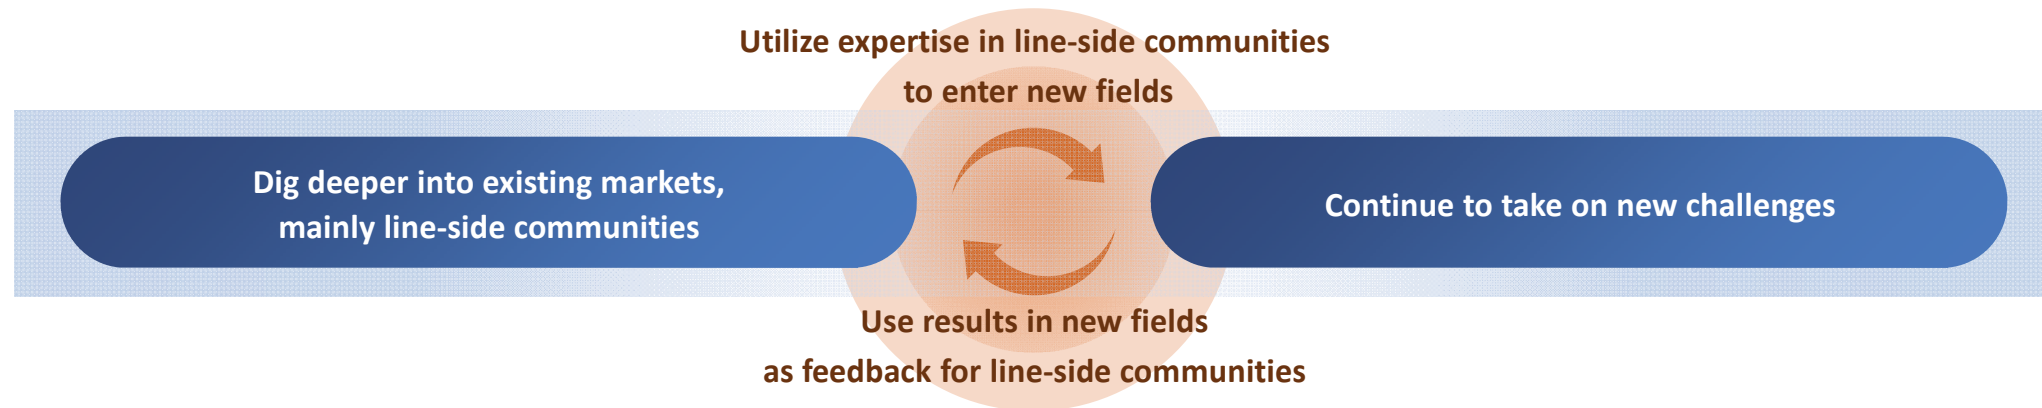 Utilize expertise in line-side communities
to enter new fields
Dig deeper into existing markets,
mainly line-side communities
Continue to take on new challenges
Use results in new fields
as feedback for line-side communities